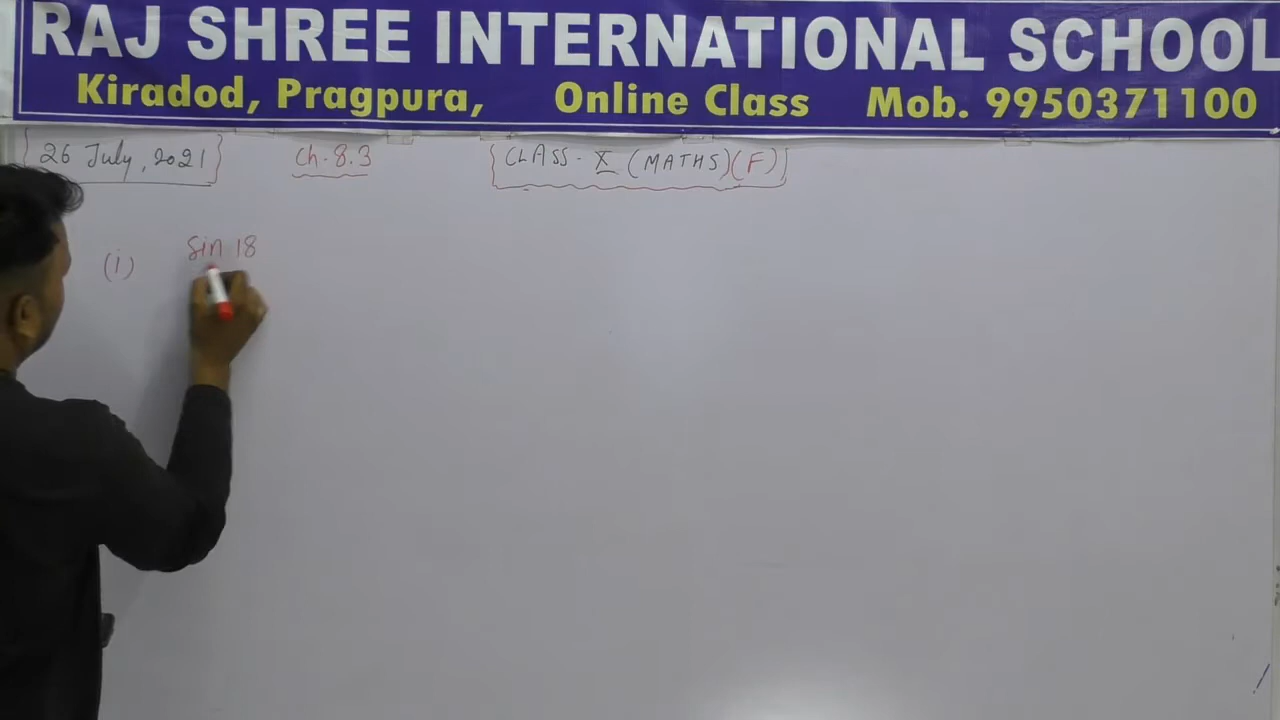 RAJ SHREE INTERNATIONAL SCHOOL
Kiradod, Pragpura, Online Class Mob. 9950371100
26 July, 2021 Ch-8.3 CLASS- X (MATHS)(F)
(i) Sin 18